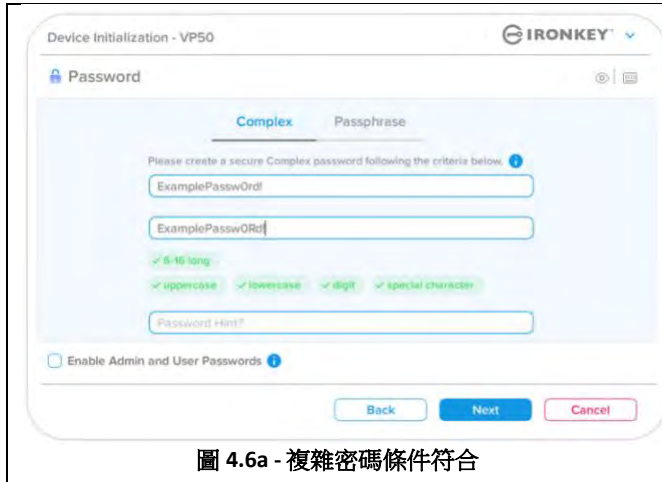 Device Initialization - VP50
IRONKEY
Password
Complex Passphrase
Please create a secure Complex password following the criteria below.
ExamplePassw0rd!
ExamplePassw0Rd!
✓ 6-16 long
✓ uppercase ✓ lowercase ✓ digit ✓ special character
Password Hint?
Enable Admin and User Passwords
Back Next Cancel
圖 4.6a - 複雜密碼條件符合